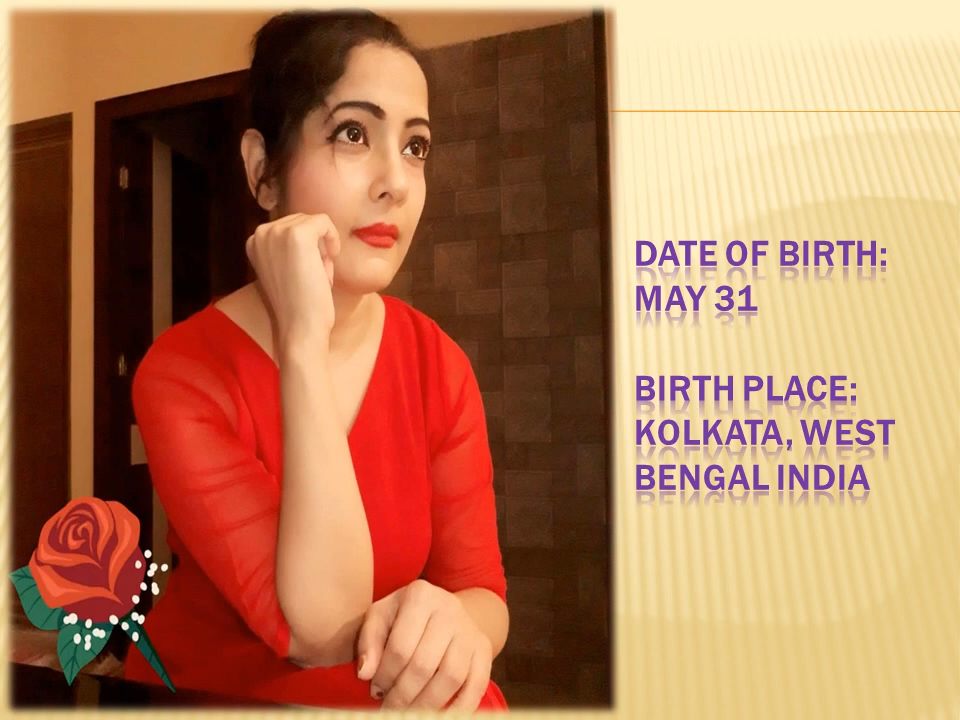 DATE OF BIRTH:
MAY 31
BIRTH PLACE:
KOLKATA, WEST
BENGAL INDIA